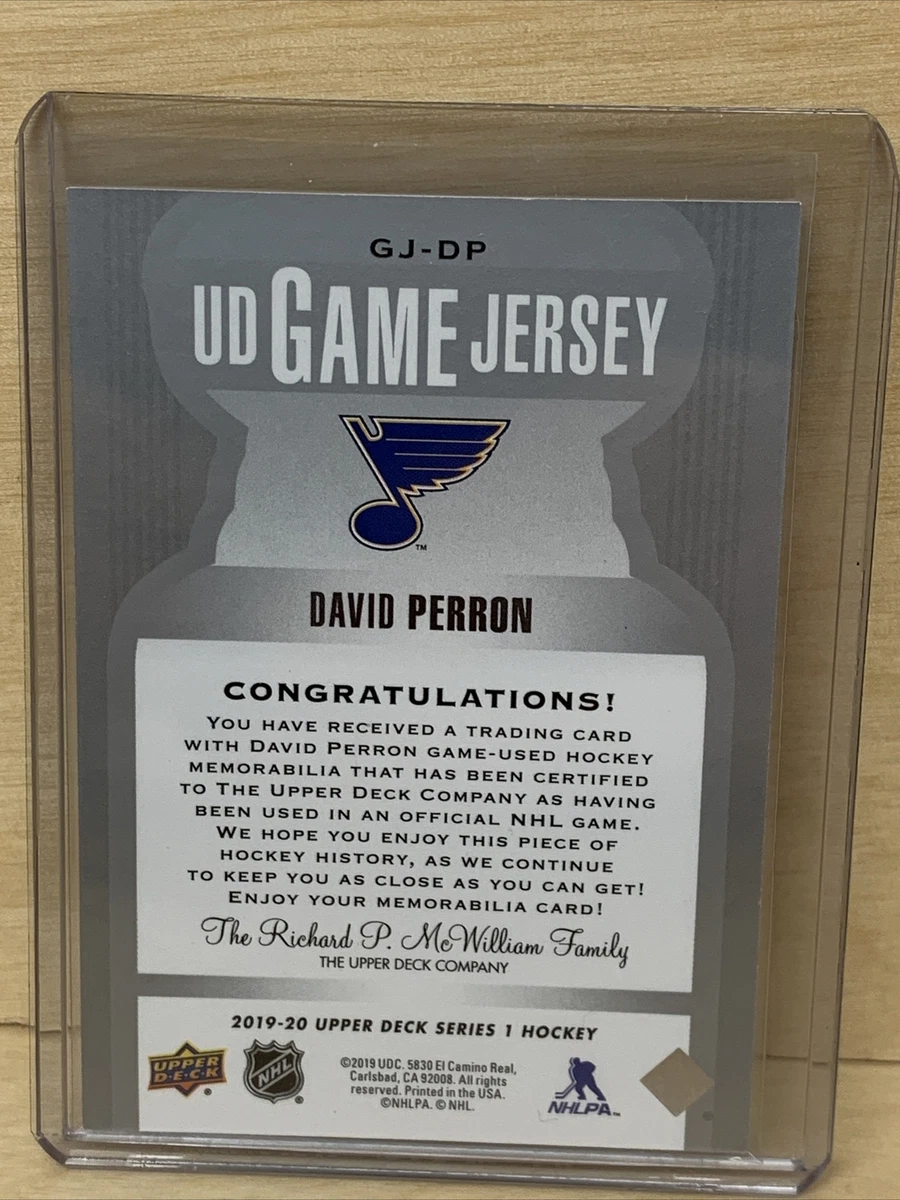 GJ-DP
UD GAME JERSEY
TM
DAVID PERRON
CONGRATULATIONS!
YOU HAVE RECEIVED A TRADING CARD
WITH DAVID PERRON GAME-USED HOCKEY
MEMORABILIA THAT HAS BEEN CERTIFIED
TO THE UPPER DECK COMPANY AS HAVING
BEEN USED IN AN OFFICIAL NHL GAME.
WE HOPE YOU ENJOY THIS PIECE OF
HOCKEY HISTORY, AS WE CONTINUE
TO KEEP YOU AS CLOSE AS YOU CAN GET!
ENJOY YOUR MEMORABILIA CARD!
The Richard P. McWilliam Family
THE UPPER DECK COMPANY
2019-20 UPPER DECK SERIES 1 HOCKEY
UPPER
DECK®
NHL®
©2019 UDC. 5830 El Camino Real,
Carlsbad, CA 92008. All rights
reserved. Printed in the USA.
©NHLPA. © NHL.
NHLPA™